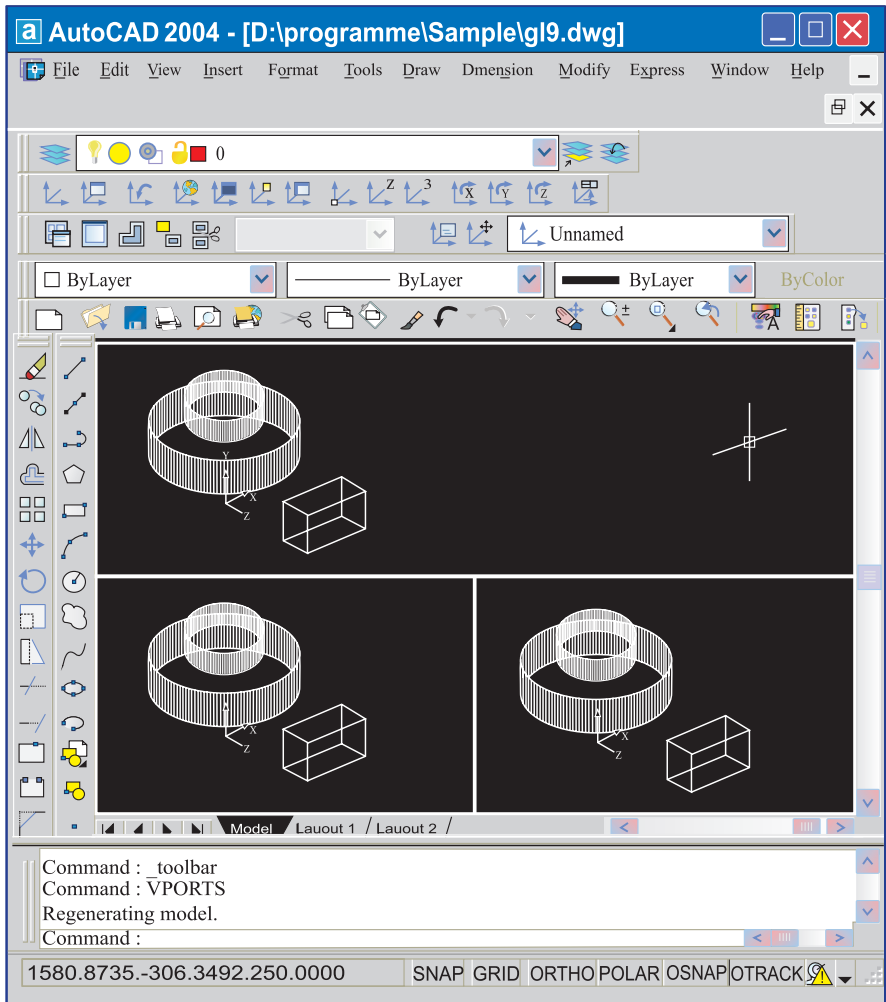 a AutoCAD 2004 - [D:\programme\Sample\gl9.dwg]
File Edit View Insert Format Tools Draw Dmension Modify Express Window Help
0
Z 3 X Y Z
Unnamed
ByLayer ByLayer ByLayer ByColor
A
Y
X
Z
X
Z
X
Z
Model Lauout 1 / Lauout 2 /
Command : _toolbar
Command : VPORTS
Regenerating model.
Command :
1580.8735.-306.3492.250.0000 SNAP GRID ORTHO POLAR OSNAP OTRACK